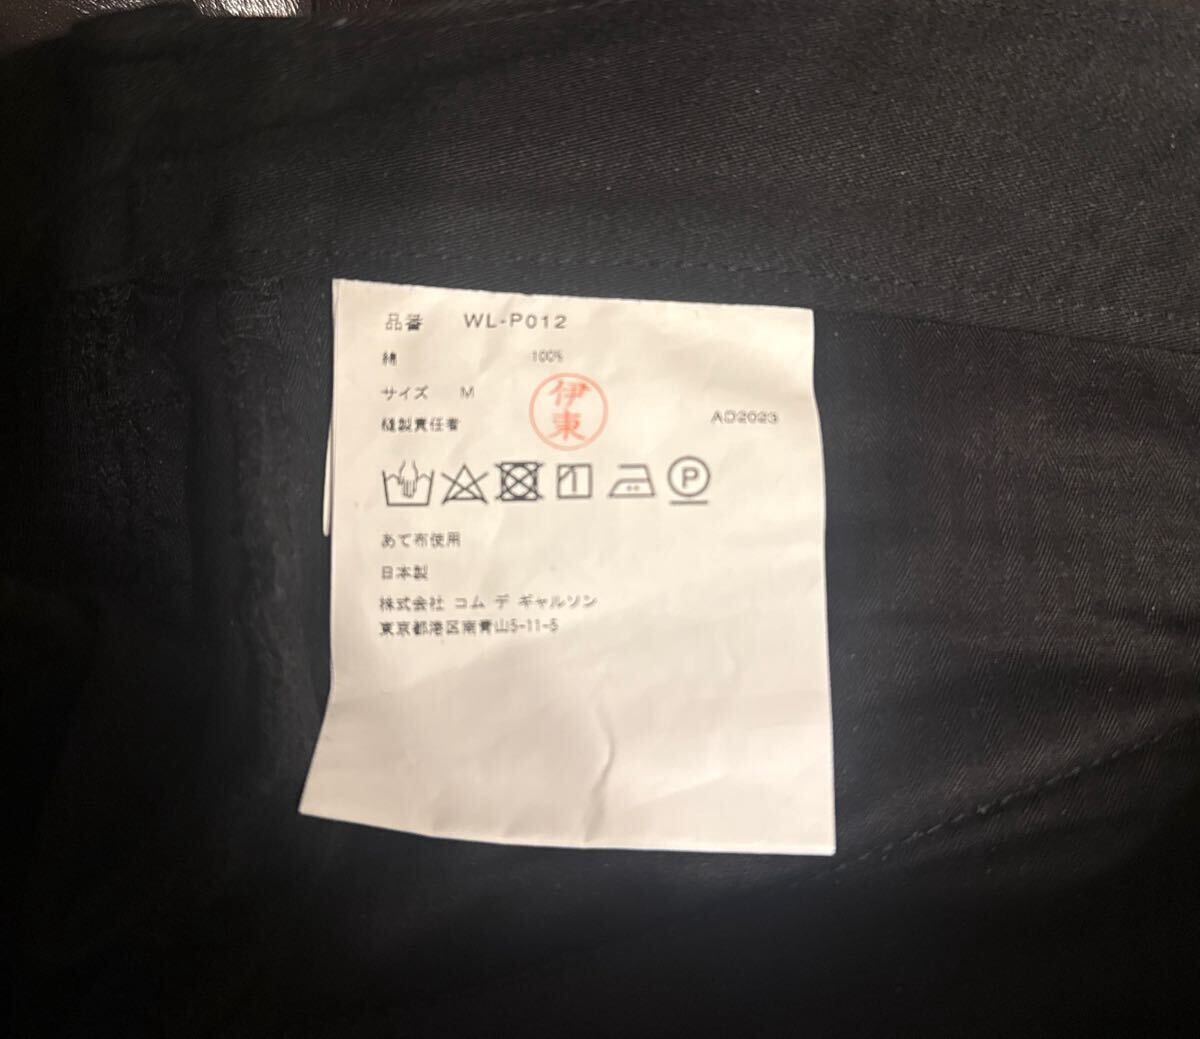 品番 WL-P012
綿 100%
サイズ M
縫製責任者
伊東
AD2023
P
あて布使用
日本製
株式会社 コム デ ギャルソン
東京都港区南青山5-11-5